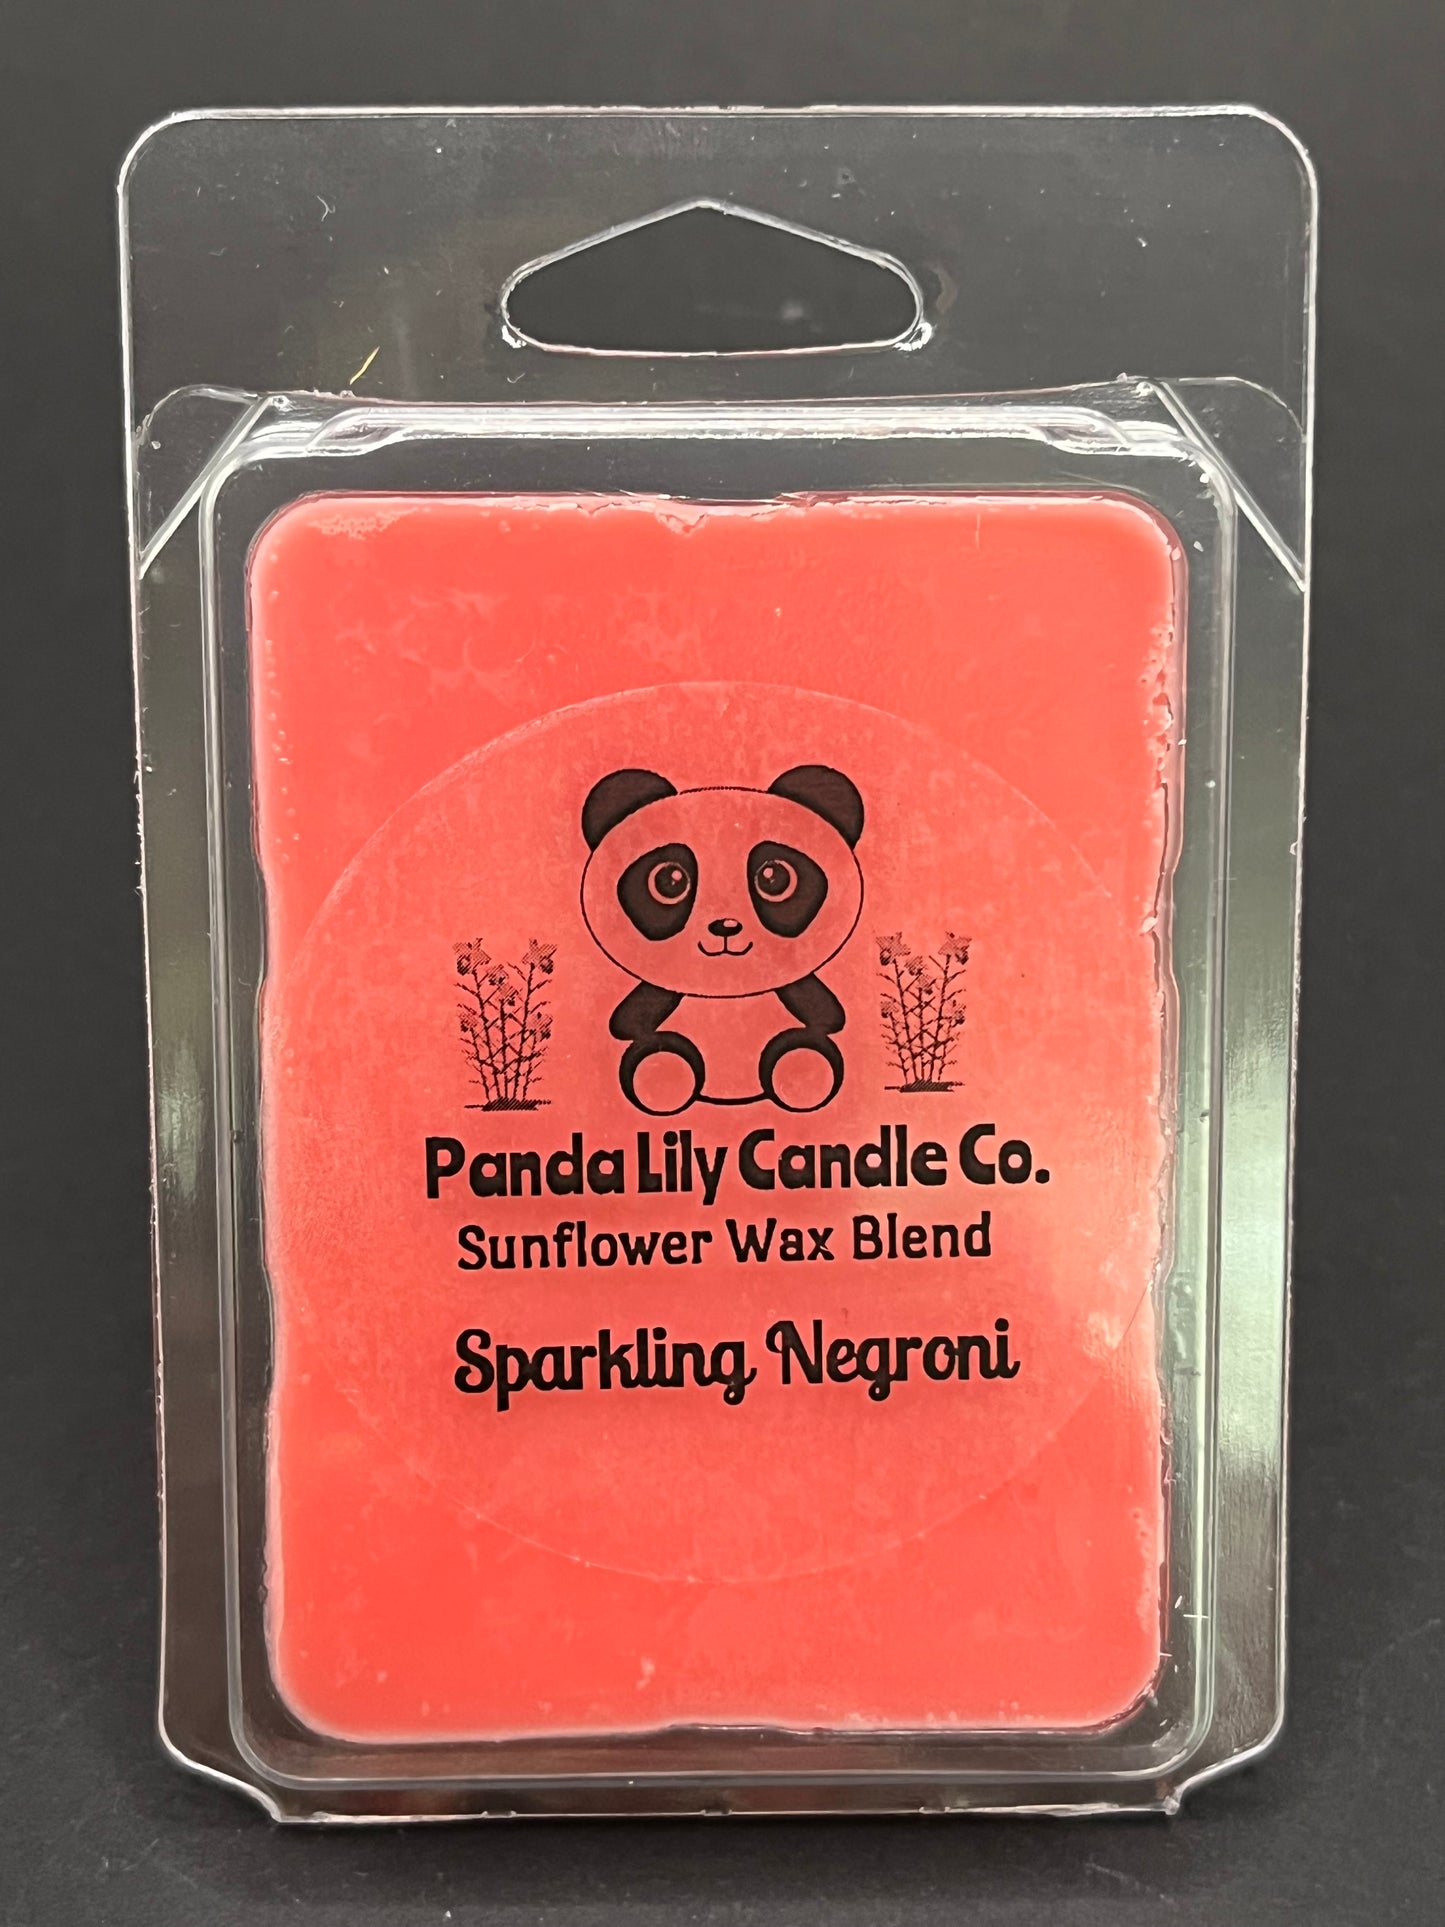 Panda Lily Candle Co.
Sunflower Wax Blend
Sparkling Negroni